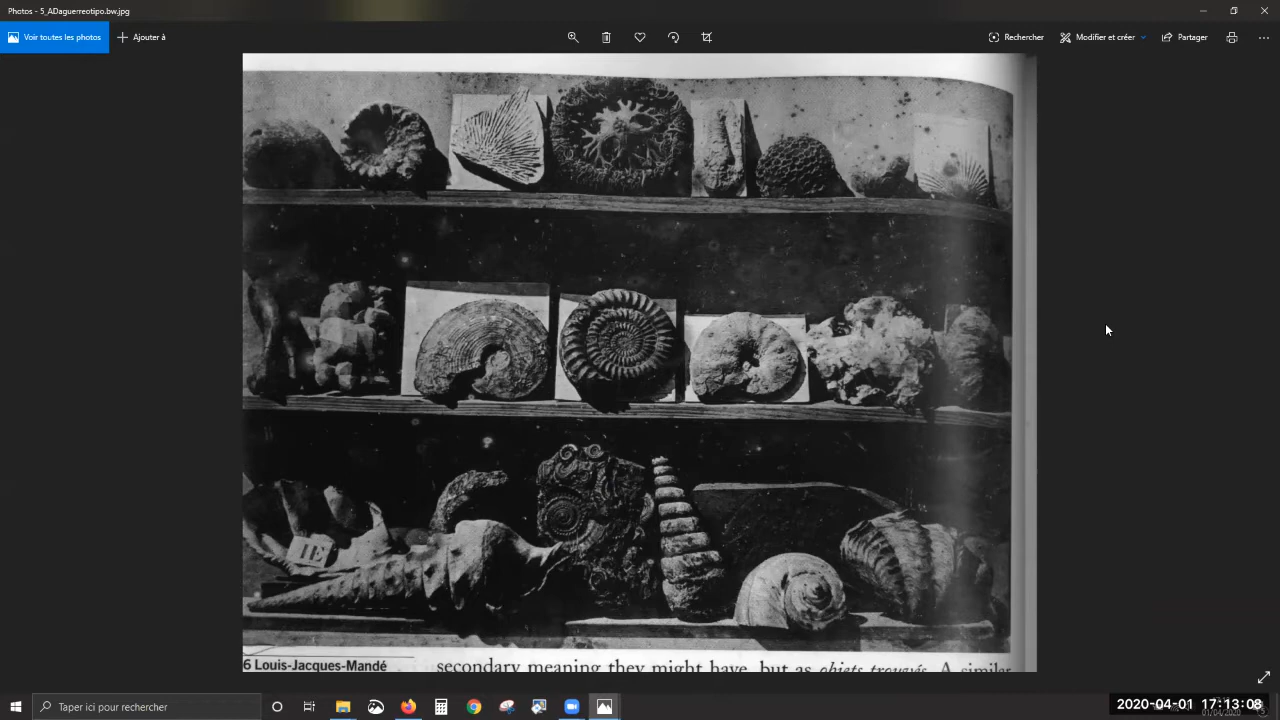 Photos - 5_ADaguerreotipo.bw.jpg
Voir toutes les photos
Ajouter à
Rechercher
Modifier et créer
Partager
IE
6 Louis-Jacques-Mandé
secondary meaning they might have, but as objets trouvés. A similar
Taper ici pour rechercher
2020-04-01 17:13:08